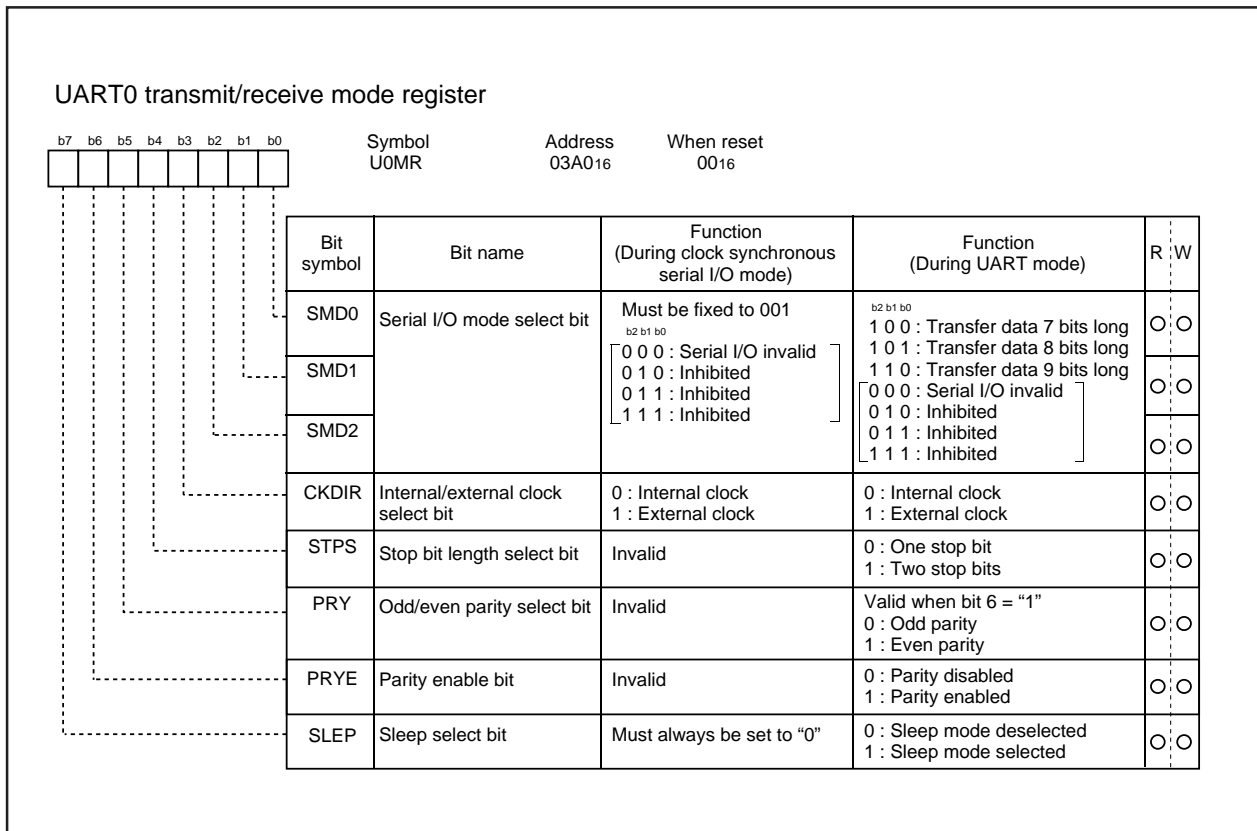 UART0 transmit/receive mode register
b7 b6 b5 b4 b3 b2 b1 b0
Symbol Address When reset
U0MR 03A016 0016
Bit symbol Bit name Function (During clock synchronous serial I/O mode) Function (During UART mode) R W
SMD0 Serial I/O mode select bit
SMD1
SMD2
Must be fixed to 001
b2 b1 b0
0 0 0 : Serial I/O invalid
0 1 0 : Inhibited
0 1 1 : Inhibited
1 1 1 : Inhibited
b2 b1 b0
1 0 0 : Transfer data 7 bits long
1 0 1 : Transfer data 8 bits long
1 1 0 : Transfer data 9 bits long
0 0 0 : Serial I/O invalid
0 1 0 : Inhibited
0 1 1 : Inhibited
1 1 1 : Inhibited
CKDIR Internal/external clock select bit
0 : Internal clock
1 : External clock
0 : Internal clock
1 : External clock
STPS Stop bit length select bit Invalid
0 : One stop bit
1 : Two stop bits
PRY Odd/even parity select bit Invalid
Valid when bit 6 = “1”
0 : Odd parity
1 : Even parity
PRYE Parity enable bit Invalid
0 : Parity disabled
1 : Parity enabled
SLEP Sleep select bit Must always be set to “0”
0 : Sleep mode deselected
1 : Sleep mode selected